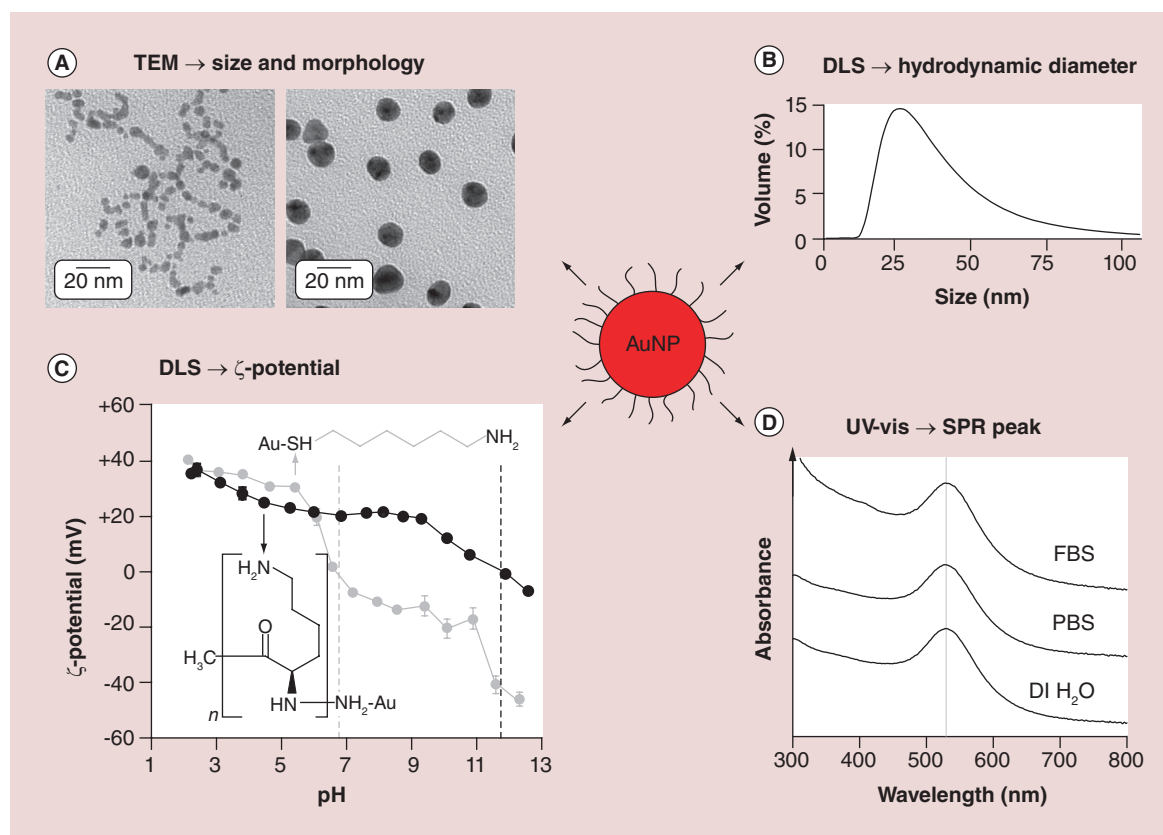 A
TEM → size and morphology
20 nm
20 nm
B
DLS → hydrodynamic diameter
Volume (%)
15
10
5
0
0 25 50 75 100
Size (nm)
AuNP
C
DLS → ζ-potential
ζ-potential (mV)
+60
+40
+20
0
-20
-40
-60
Au-SH
NH2
H2N
O
H3C
HN
NH2-Au
n
1 3 5 7 9 11 13
pH
D
UV-vis → SPR peak
Absorbance
FBS
PBS
DI H2O
300 400 500 600 700 800
Wavelength (nm)